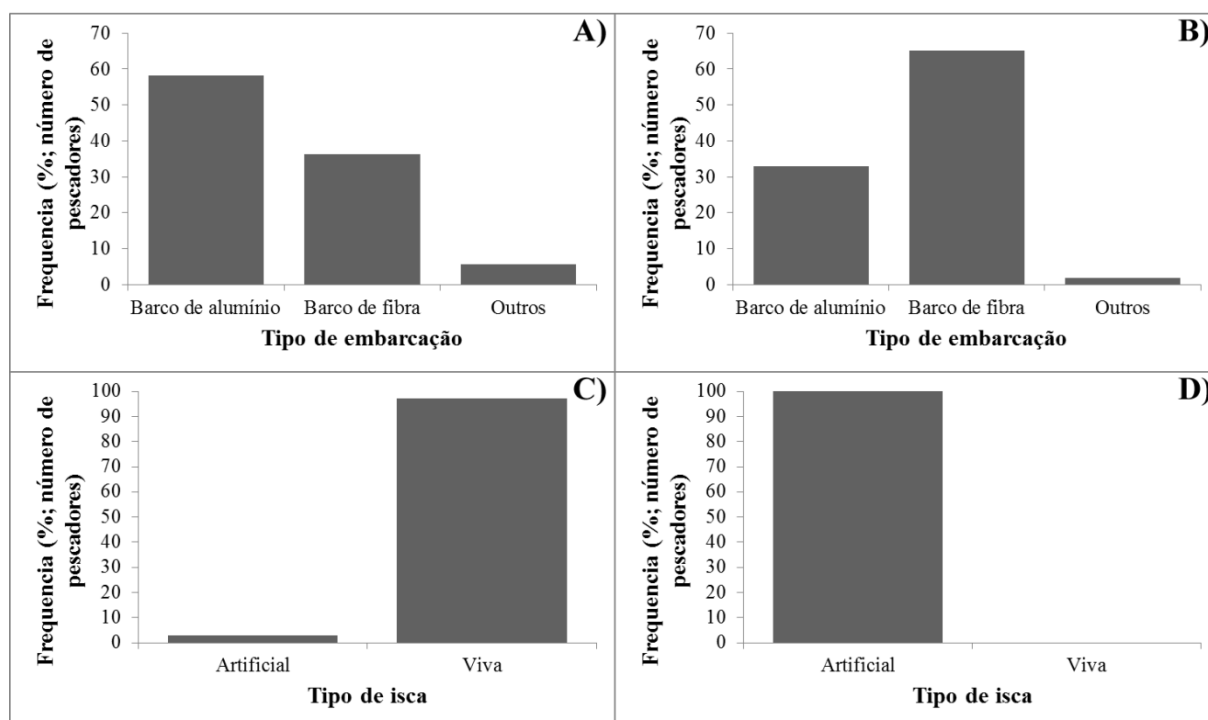 A)
Frequencia (%; número de
pescadores)
70
60
50
40
30
20
10
0
Barco de alumínio Barco de fibra Outros
Tipo de embarcação
B)
Frequencia (%; número de
pescadores)
70
60
50
40
30
20
10
0
Barco de alumínio Barco de fibra Outros
Tipo de embarcação
C)
Frequencia (%; número de
pescadores)
100
90
80
70
60
50
40
30
20
10
0
Artificial Viva
Tipo de isca
D)
Frequencia (%; número de
pescadores)
100
90
80
70
60
50
40
30
20
10
0
Artificial Viva
Tipo de isca